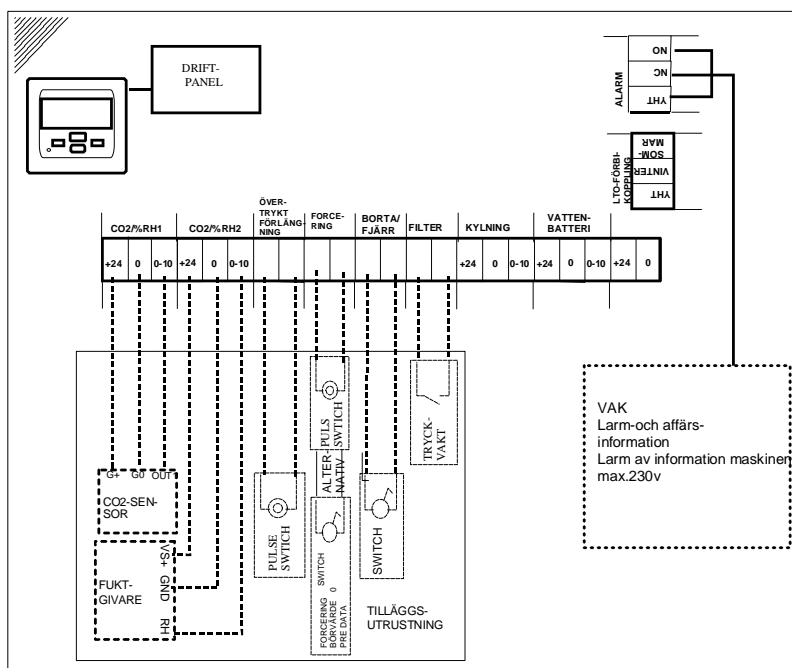 DRIFT-
PANEL
ALARM
NO
NC
YHT
LTO-FÖRBI-
KOPPLING
SOM-
MAR
VINTER
YHT
CO2/%RH1
CO2/%RH2
ÖVER-
TRYKT
FÖRLÄNG-
NING
FORCE-
RING
BORTA/
FJÄRR
FILTER
KYLNING
VATTEN-
BATTERI
+24 0 0-10 +24 0 0-10 +24 0 0-10 +24 0 0-10 +24 0
G+ G0 OUT
CO2-SEN-
SOR
FUKT-
GIVARE
VS+
GND
RH
PULSE
SWTICH
PULS
SWTICH
ALTER-
NATIV
SWITCH
FORCERING
BÖRVÄRDE 0
PRE DATA
SWITCH
TRYCK-
VAKT
TILLÄGGS-
UTRUSTNING
VAK
Larm-och affärs-
information
Larm av information maskinen
max.230v